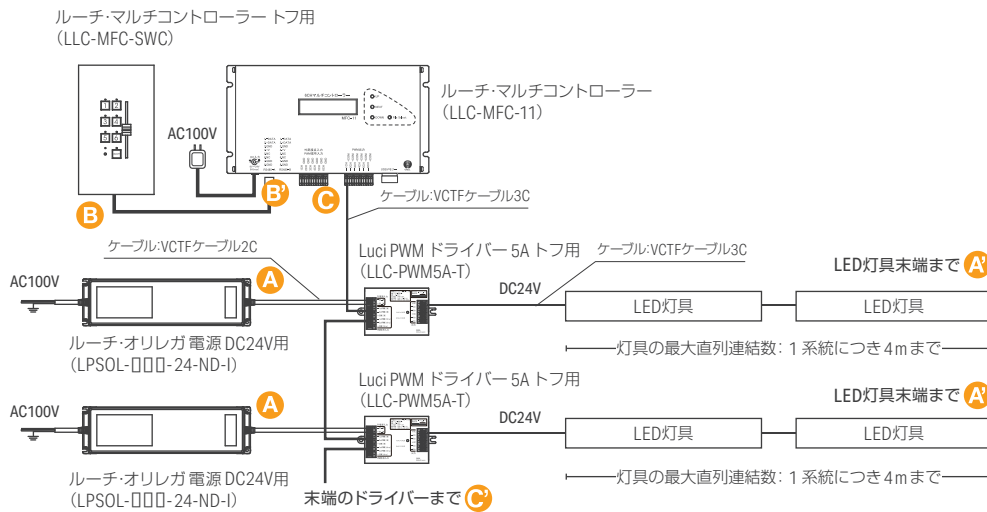 ルーチ・マルチコントローラー トフ用
（LLC-MFC-SWC）
1 2
3 4
5 6
AC100V
MFC-11
ルーチ・マルチコントローラー
（LLC-MFC-11）
B
B'
C
ケーブル:VCTFケーブル3C
ケーブル:VCTFケーブル2C
AC100V
A
Luci PWM ドライバー 5A トフ用
（LLC-PWM5A-T）
ケーブル:VCTFケーブル3C
DC24V
LED灯具末端まで A'
LED灯具
LED灯具
ルーチ・オリレガ 電源 DC24V用
（LPSOL-▯▯▯-24-ND-I）
灯具の最大直列連結数：1 系統につき4mまで
AC100V
A
Luci PWM ドライバー 5A トフ用
（LLC-PWM5A-T）
DC24V
LED灯具末端まで A'
LED灯具
LED灯具
ルーチ・オリレガ 電源 DC24V用
（LPSOL-▯▯▯-24-ND-I）
末端のドライバーまで C'
灯具の最大直列連結数：1 系統につき4mまで